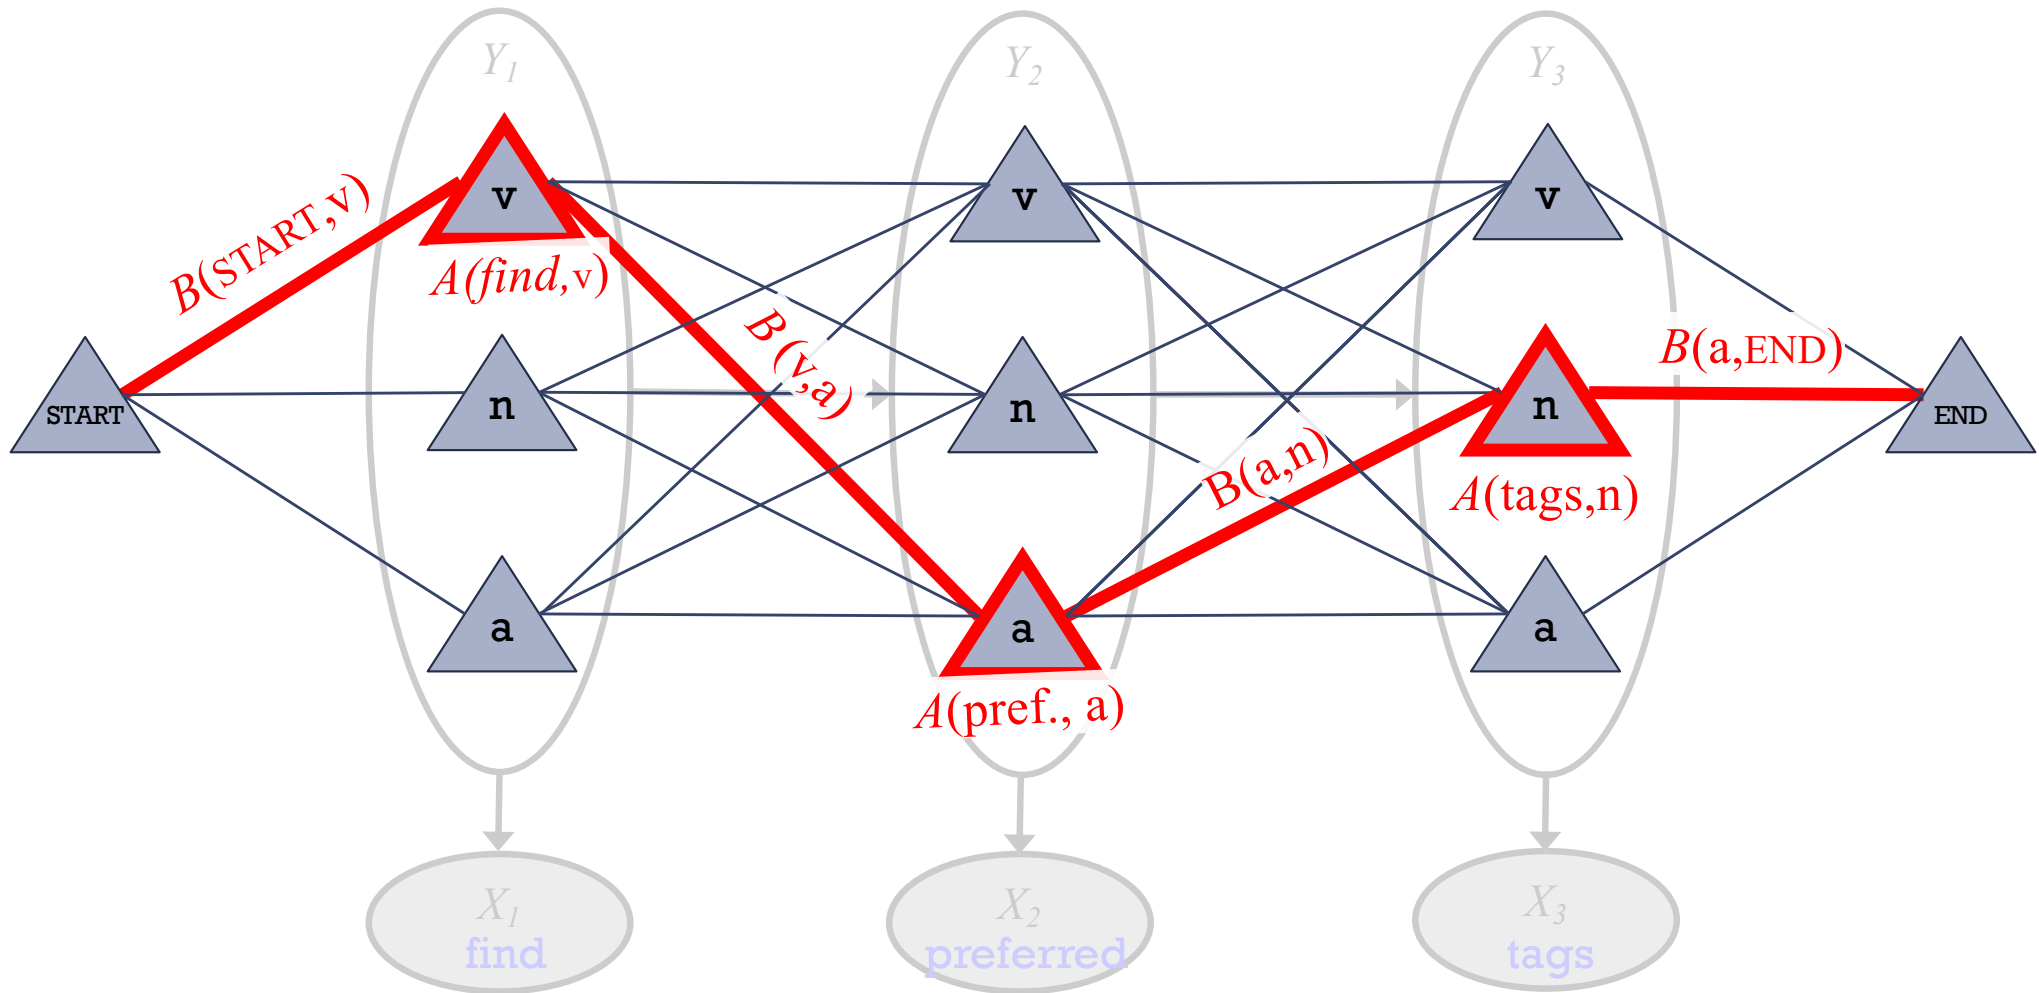 Y1
Y2
Y3
B(START,v)
v
v
v
A(find,v)
B (v,a)
B(a,END)
START
n
n
n
END
B(a,n)
A(tags,n)
a
a
a
A(pref., a)
X1
find
X2
preferred
X3
tags